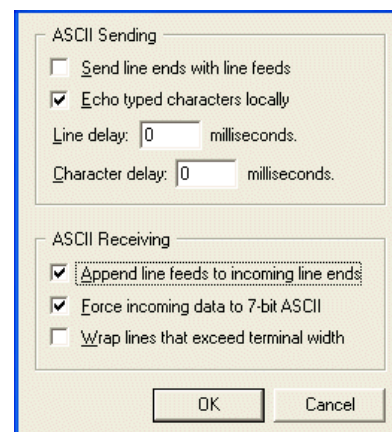 ASCII Sending
Send line ends with line feeds
Echo typed characters locally
Line delay: 0 milliseconds.
Character delay: 0 milliseconds.
ASCII Receiving
Append line feeds to incoming line ends
Force incoming data to 7-bit ASCII
Wrap lines that exceed terminal width
OK Cancel